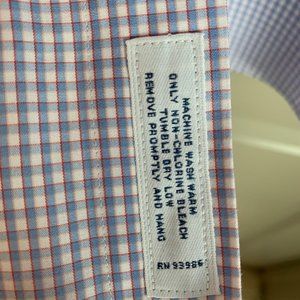 MACHINE WASH WARM
ONLY NON-CHLORINE BLEACH
TUMBLE DRY LOW
REMOVE PROMPTLY AND HANG
RN 93986